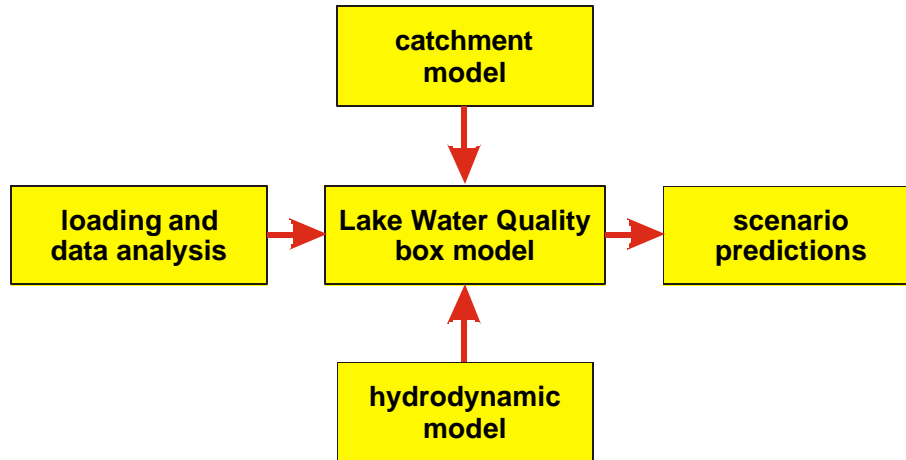 catchment
model
loading and
data analysis
Lake Water Quality
box model
scenario
predictions
hydrodynamic
model